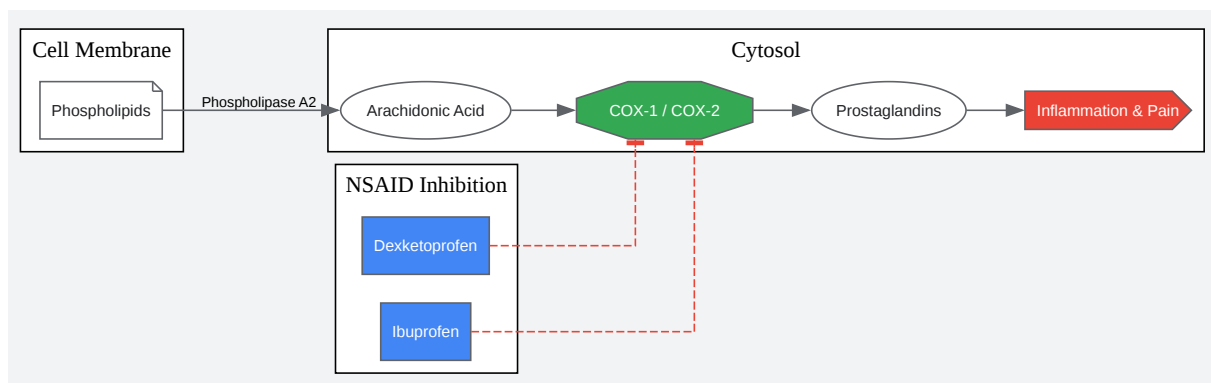 Cell Membrane
Phospholipids
Phospholipase A2
Cytosol
Arachidonic Acid
COX-1 / COX-2
Prostaglandins
Inflammation & Pain
NSAID Inhibition
Dexketoprofen
Ibuprofen